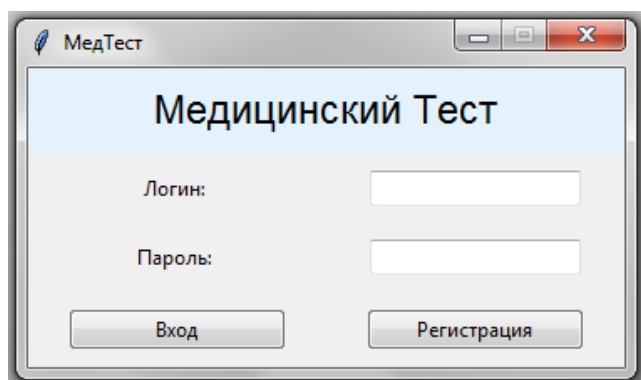 МедТест
Медицинский Тест
Логин:
Пароль:
Вход Регистрация